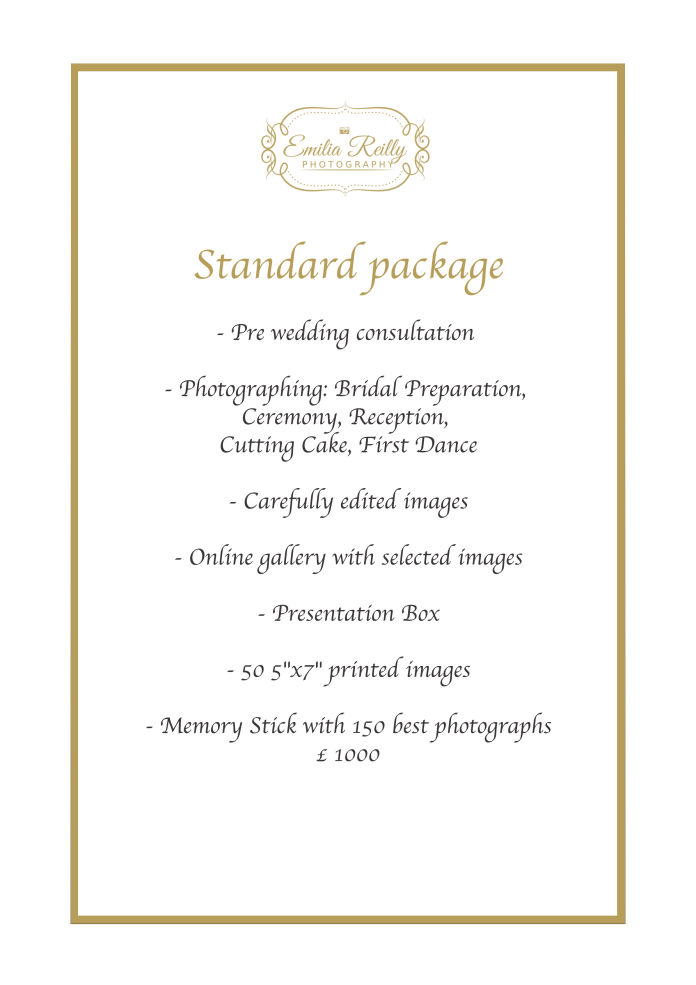 Emilia Reilly
PHOTOGRAPHY
Standard package
- Pre wedding consultation
- Photographing: Bridal Preparation,
Ceremony, Reception,
Cutting Cake, First Dance
- Carefully edited images
- Online gallery with selected images
- Presentation Box
- 50 5"x7" printed images
- Memory Stick with 150 best photographs
£ 1000